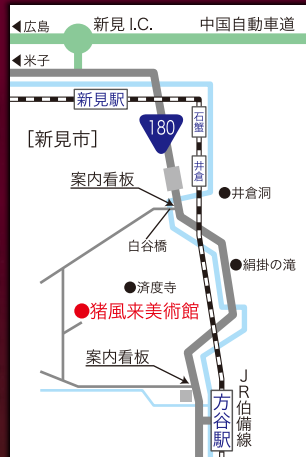 ◀広島
新見 I.C.
中国自動車道
◀米子
新見駅
石蟹
[新見市]
180
井倉
案内看板
●井倉洞
白谷橋
●絹掛の滝
●済度寺
●猪風来美術館
案内看板
JR伯備線
方谷駅